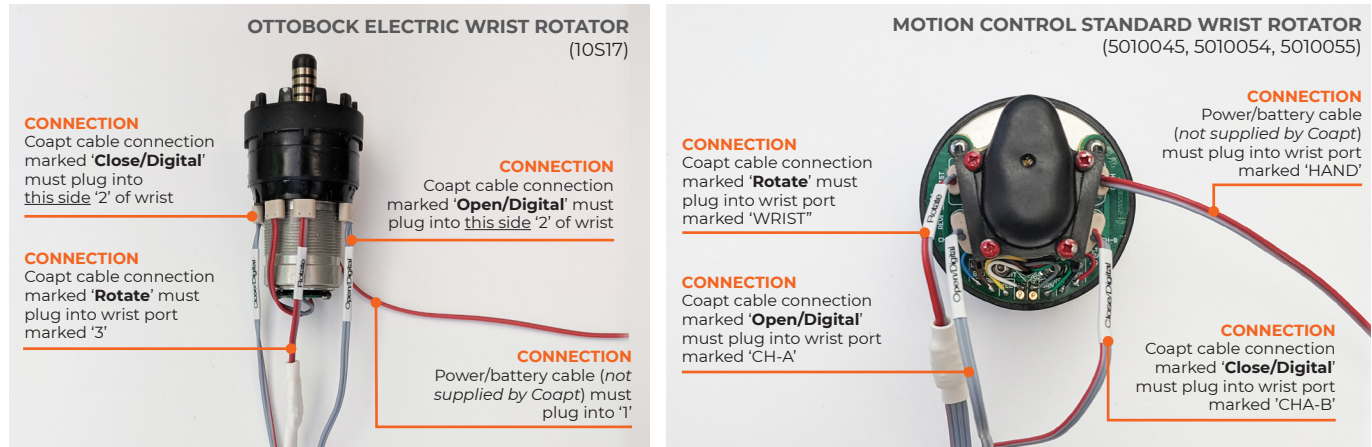 OTTOBOCK ELECTRIC WRIST ROTATOR
(10S17)
CONNECTION
Coapt cable connection
marked ‘Close/Digital’
must plug into
this side ‘2’ of wrist
CONNECTION
Coapt cable connection
marked ‘Open/Digital’ must
plug into this side ‘2’ of wrist
CONNECTION
Coapt cable connection
marked ‘Rotate’ must
plug into wrist port
marked ‘3’
CONNECTION
Power/battery cable (not
supplied by Coapt) must
plug into ‘1’
Close/Digital
Rotate
Open/Digital
MOTION CONTROL STANDARD WRIST ROTATOR
(5010045, 5010054, 5010055)
CONNECTION
Power/battery cable
(not supplied by Coapt)
must plug into wrist port
marked ‘HAND’
CONNECTION
Coapt cable connection
marked ‘Rotate’ must
plug into wrist port
marked ‘WRIST”
CONNECTION
Coapt cable connection
marked ‘Open/Digital’
must plug into wrist port
marked ‘CH-A’
CONNECTION
Coapt cable connection
marked ‘Close/Digital’
must plug into wrist port
marked ’CHA-B’
Rotate
Open/Digital
Close/Digital